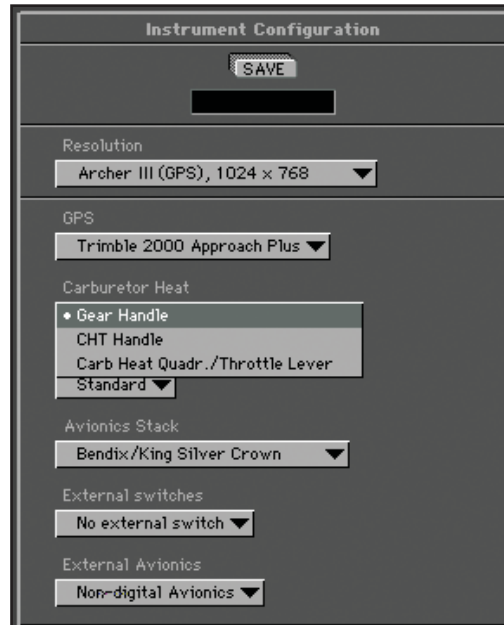 Instrument Configuration
SAVE
Resolution
Archer III (GPS), 1024 × 768
GPS
Trimble 2000 Approach Plus
Carburetor Heat
• Gear Handle
CHT Handle
Carb Heat Quadr./Throttle Lever
Standard
Avionics Stack
Bendix/King Silver Crown
External switches
No external switch
External Avionics
Non-digital Avionics